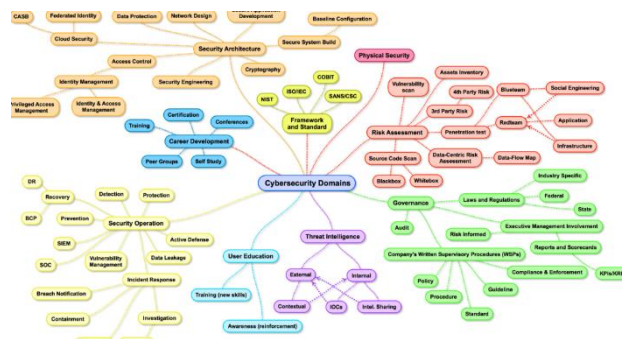 CASB
Federated Identity
Cloud Security
Data Protection
Network Design
Development
Baseline Configuration
Security Architecture
Secure System Build
Access Control
Security Engineering
Cryptography
Identity Management
Privileged Access
Management
Identity & Access
Management
COBIT
ISO/IEC
NIST
SANS/CSC
Framework
and Standard
Physical Security
Certification
Training
Conferences
Career Development
Peer Groups
Self Study
Cybersecurity Domains
Vulnerability
scan
Assets Inventory
4th Party Risk
3rd Party Risk
Blueteam
Social Engineering
Redteam
Application
Infrastructure
Risk Assessment
Penetration test
Source Code Scan
Data-Centric Risk
Assessment
Data-Flow Map
Blackbox
Whitebox
Governance
Audit
Laws and Regulations
Industry Specific
Federal
State
Executive Management Involvement
Risk Informed
Reports and Scorecards
KPIs/KRI
Company's Written
Supervisory Procedures (WSPs)
Compliance & Enforcement
Policy
Procedure
Standard
Guideline
Threat Intelligence
External
Internal
Contextual
IOCs
Intel. Sharing
User Education
Training (new skills)
Awareness (reinforcement)
DR
Recovery
BCP
Detection
Protection
Prevention
Security Operation
SIEM
SOC
Vulnerability
Management
Active Defense
Data Leakage
Incident Response
Breach Notification
Containment
Investigation